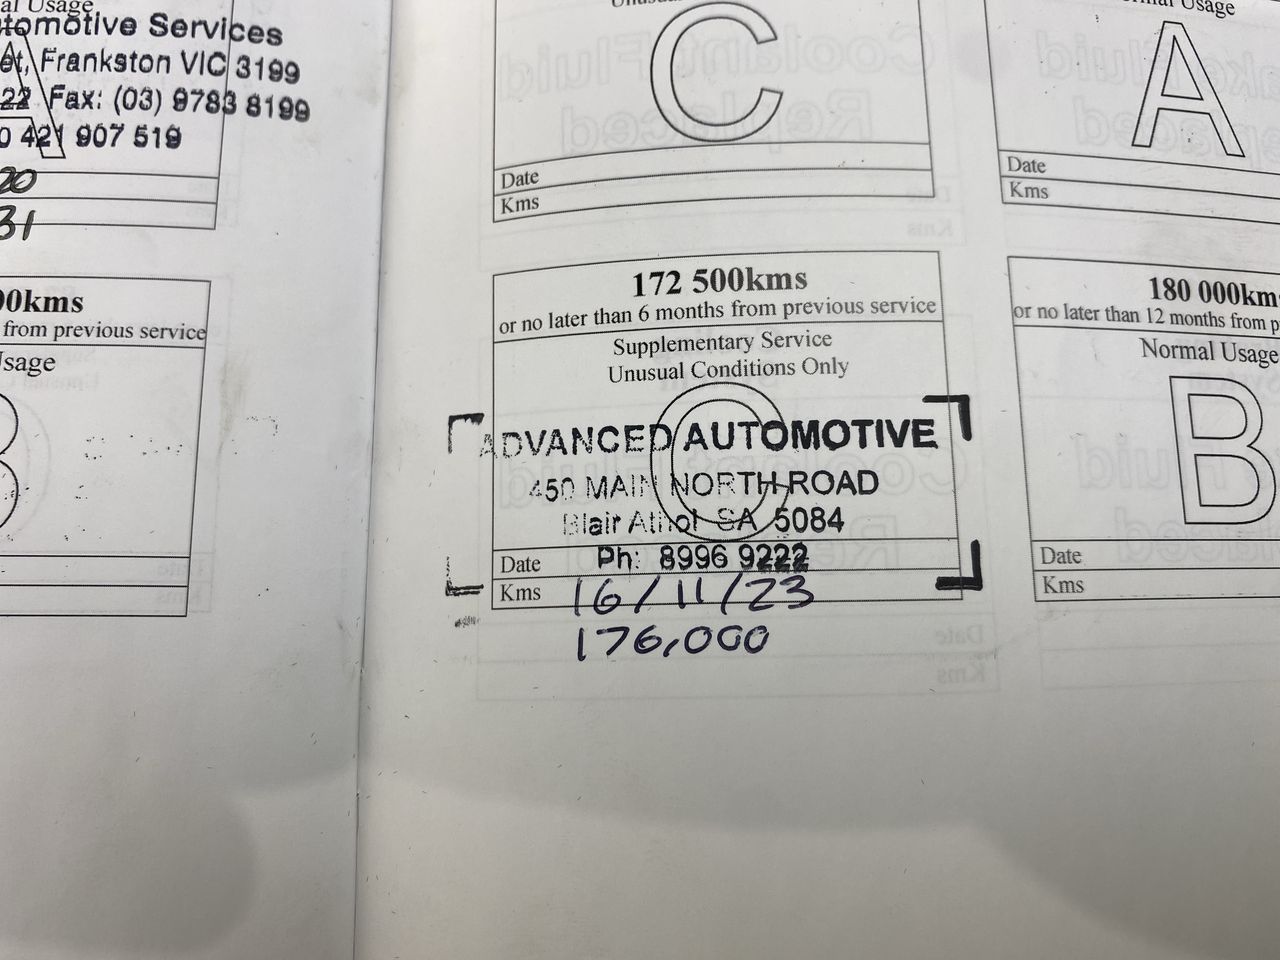 al Usage
tomotive Services
et, Frankston VIC 3199
22 Fax: (03) 9783 8199
0 421 907 519
20
31
00kms
from previous service
Usage
B
C
Date
Kms
172 500kms
or no later than 6 months from previous service
Supplementary Service
Unusual Conditions Only
C
ADVANCED AUTOMOTIVE
450 MAIN NORTH ROAD
Blair Athol SA 5084
Ph: 8996 9222
Date
Kms
16/11/23
176,000
Usage
A
Date
Kms
180 000kms
or no later than 12 months from p
Normal Usage
B
Date
Kms